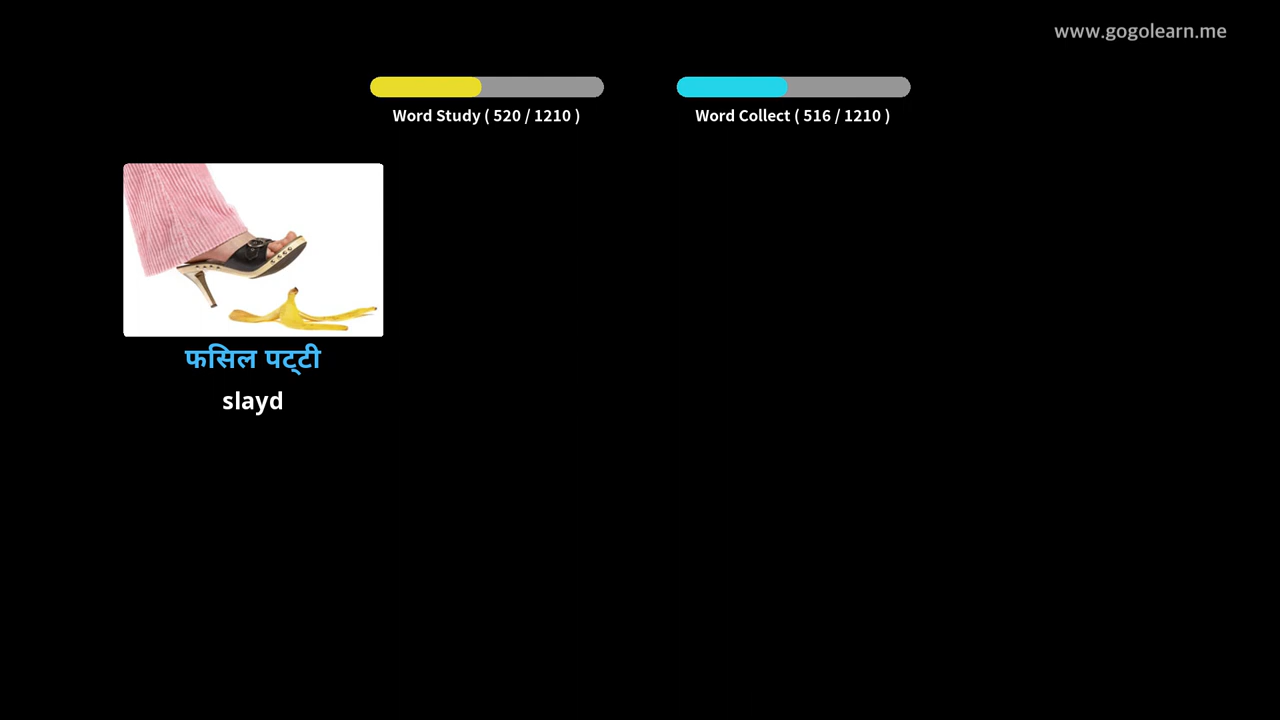 www.gogolearn.me
Word Study ( 520 / 1210 )
Word Collect ( 516 / 1210 )
फसिल पट्टी
slayd